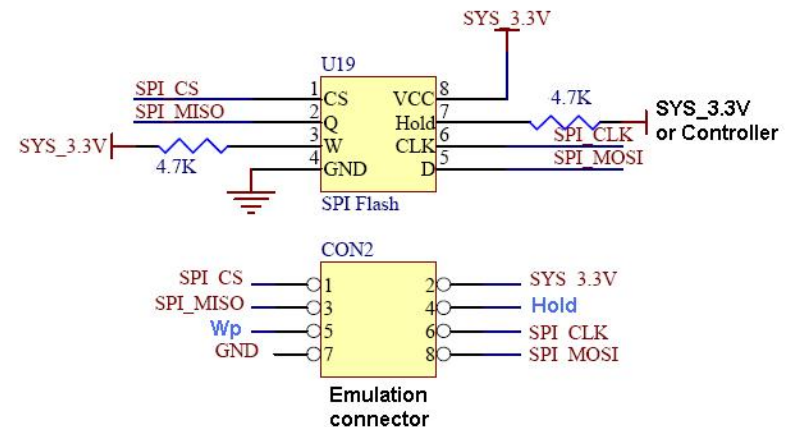 SYS_3.3V
U19
SPI_CS 1 CS VCC 8
SPI_MISO 2 Q Hold 7 4.7K SYS_3.3V
or Controller
SYS_3.3V 4.7K 3 W CLK 6 SPI_CLK
4 GND D 5 SPI_MOSI
SPI Flash
CON2
SPI_CS 1 2 SYS_3.3V
SPI_MISO 3 4 Hold
Wp 5 6 SPI_CLK
GND 7 8 SPI_MOSI
Emulation
connector